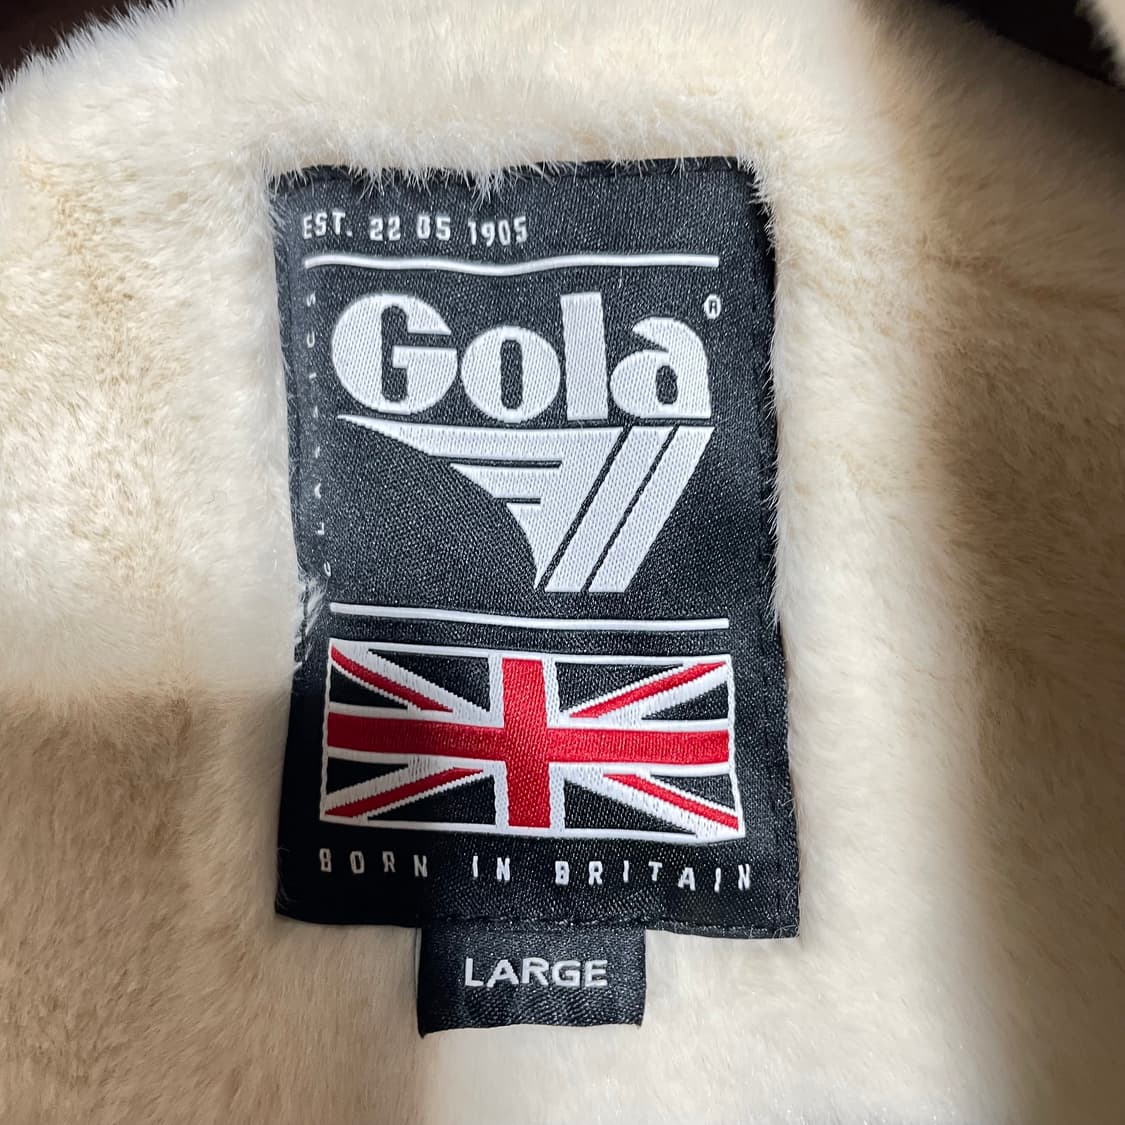 EST. 22 05 1905
Gola®
CLASSICS
BORN IN BRITAIN
LARGE